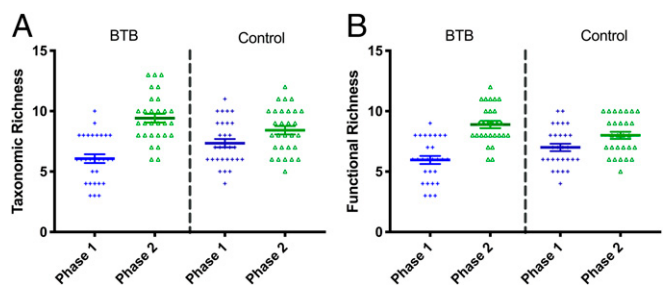 A
BTB
Control
Taxonomic Richness
15
10
5
0
Phase 1
Phase 2
Phase 1
Phase 2
B
BTB
Control
Functional Richness
15
10
5
0
Phase 1
Phase 2
Phase 1
Phase 2